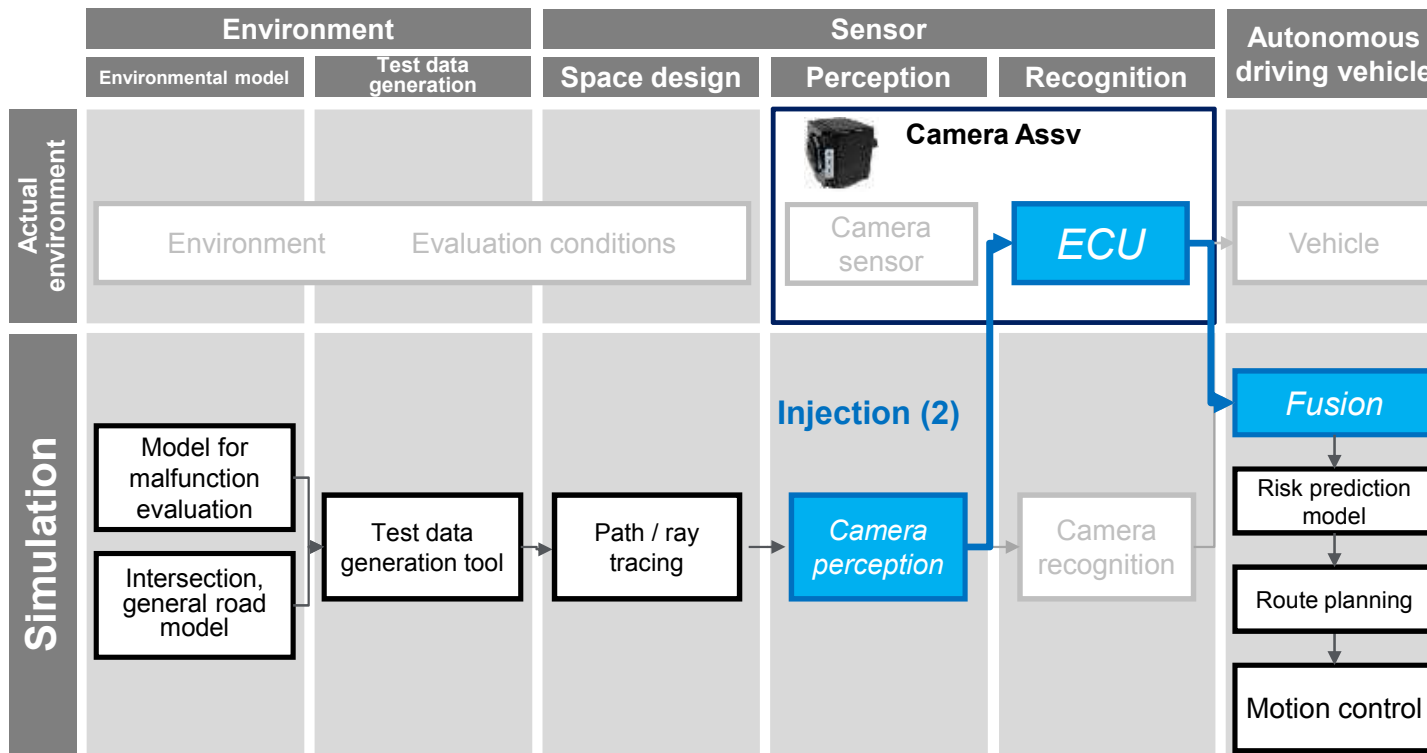 Environment
Sensor
Autonomous
driving vehicle
Environmental model
Test data
generation
Space design
Perception
Recognition
Actual
environment
Camera Assv
Environment
Evaluation conditions
Camera
sensor
ECU
Vehicle
Simulation
Injection (2)
Fusion
Model for
malfunction
evaluation
Intersection,
general road
model
Test data
generation tool
Path / ray
tracing
Camera
perception
Camera
recognition
Risk prediction
model
Route planning
Motion control